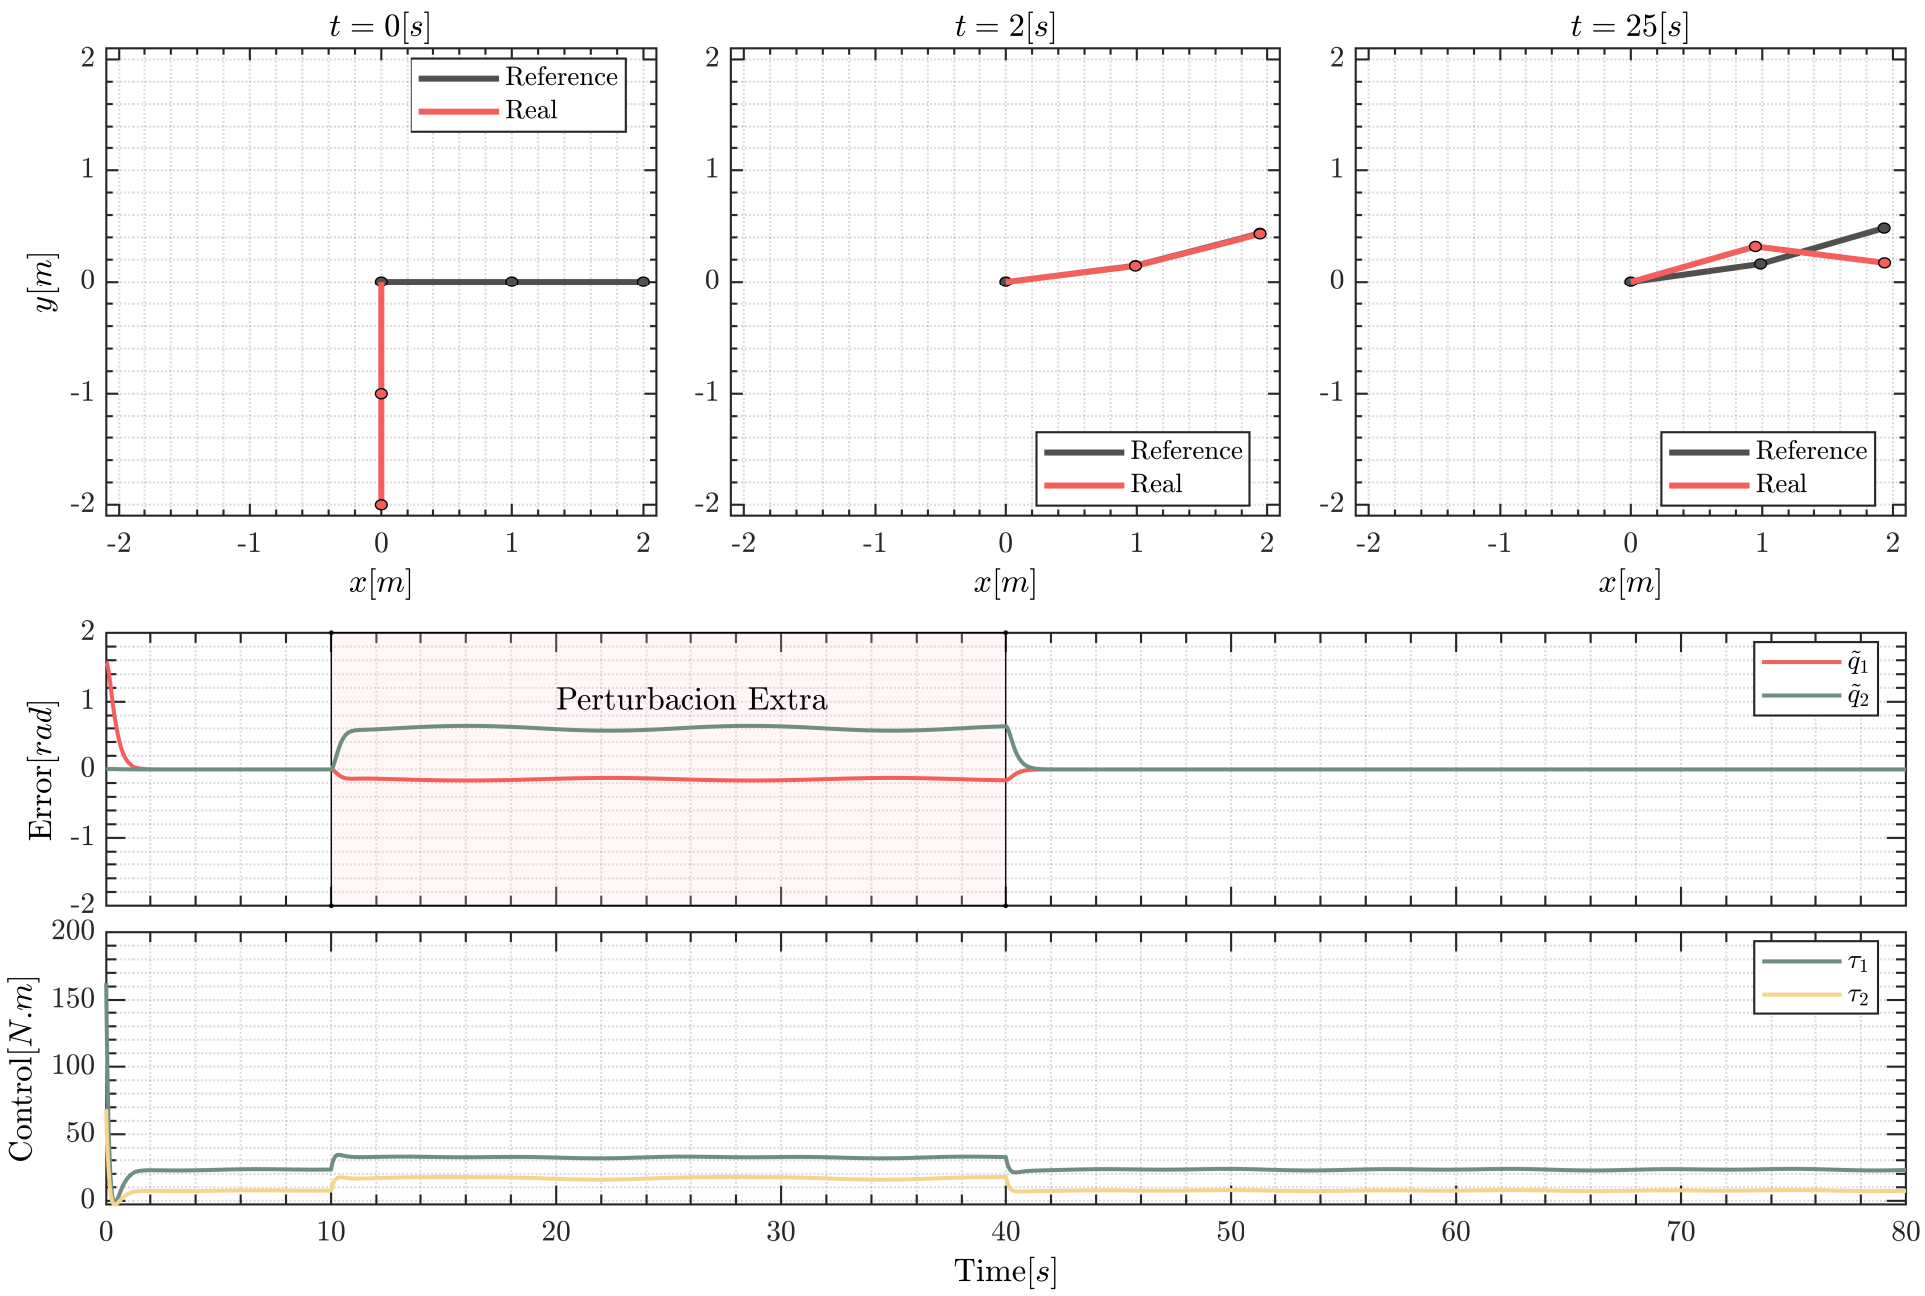 t = 0[s]
t = 2[s]
t = 25[s]
2
1
0
-1
-2
y[m]
Reference
Real
-2
-1
0
1
2
x[m]
2
1
0
-1
-2
Reference
Real
-2
-1
0
1
2
x[m]
2
1
0
-1
-2
Reference
Real
-2
-1
0
1
2
x[m]
2
1
0
-1
-2
Error[rad]
Perturbacion Extra
q̃₁
q̃₂
200
150
100
50
0
Control[N.m]
τ₁
τ₂
0
10
20
30
40
50
60
70
80
Time[s]